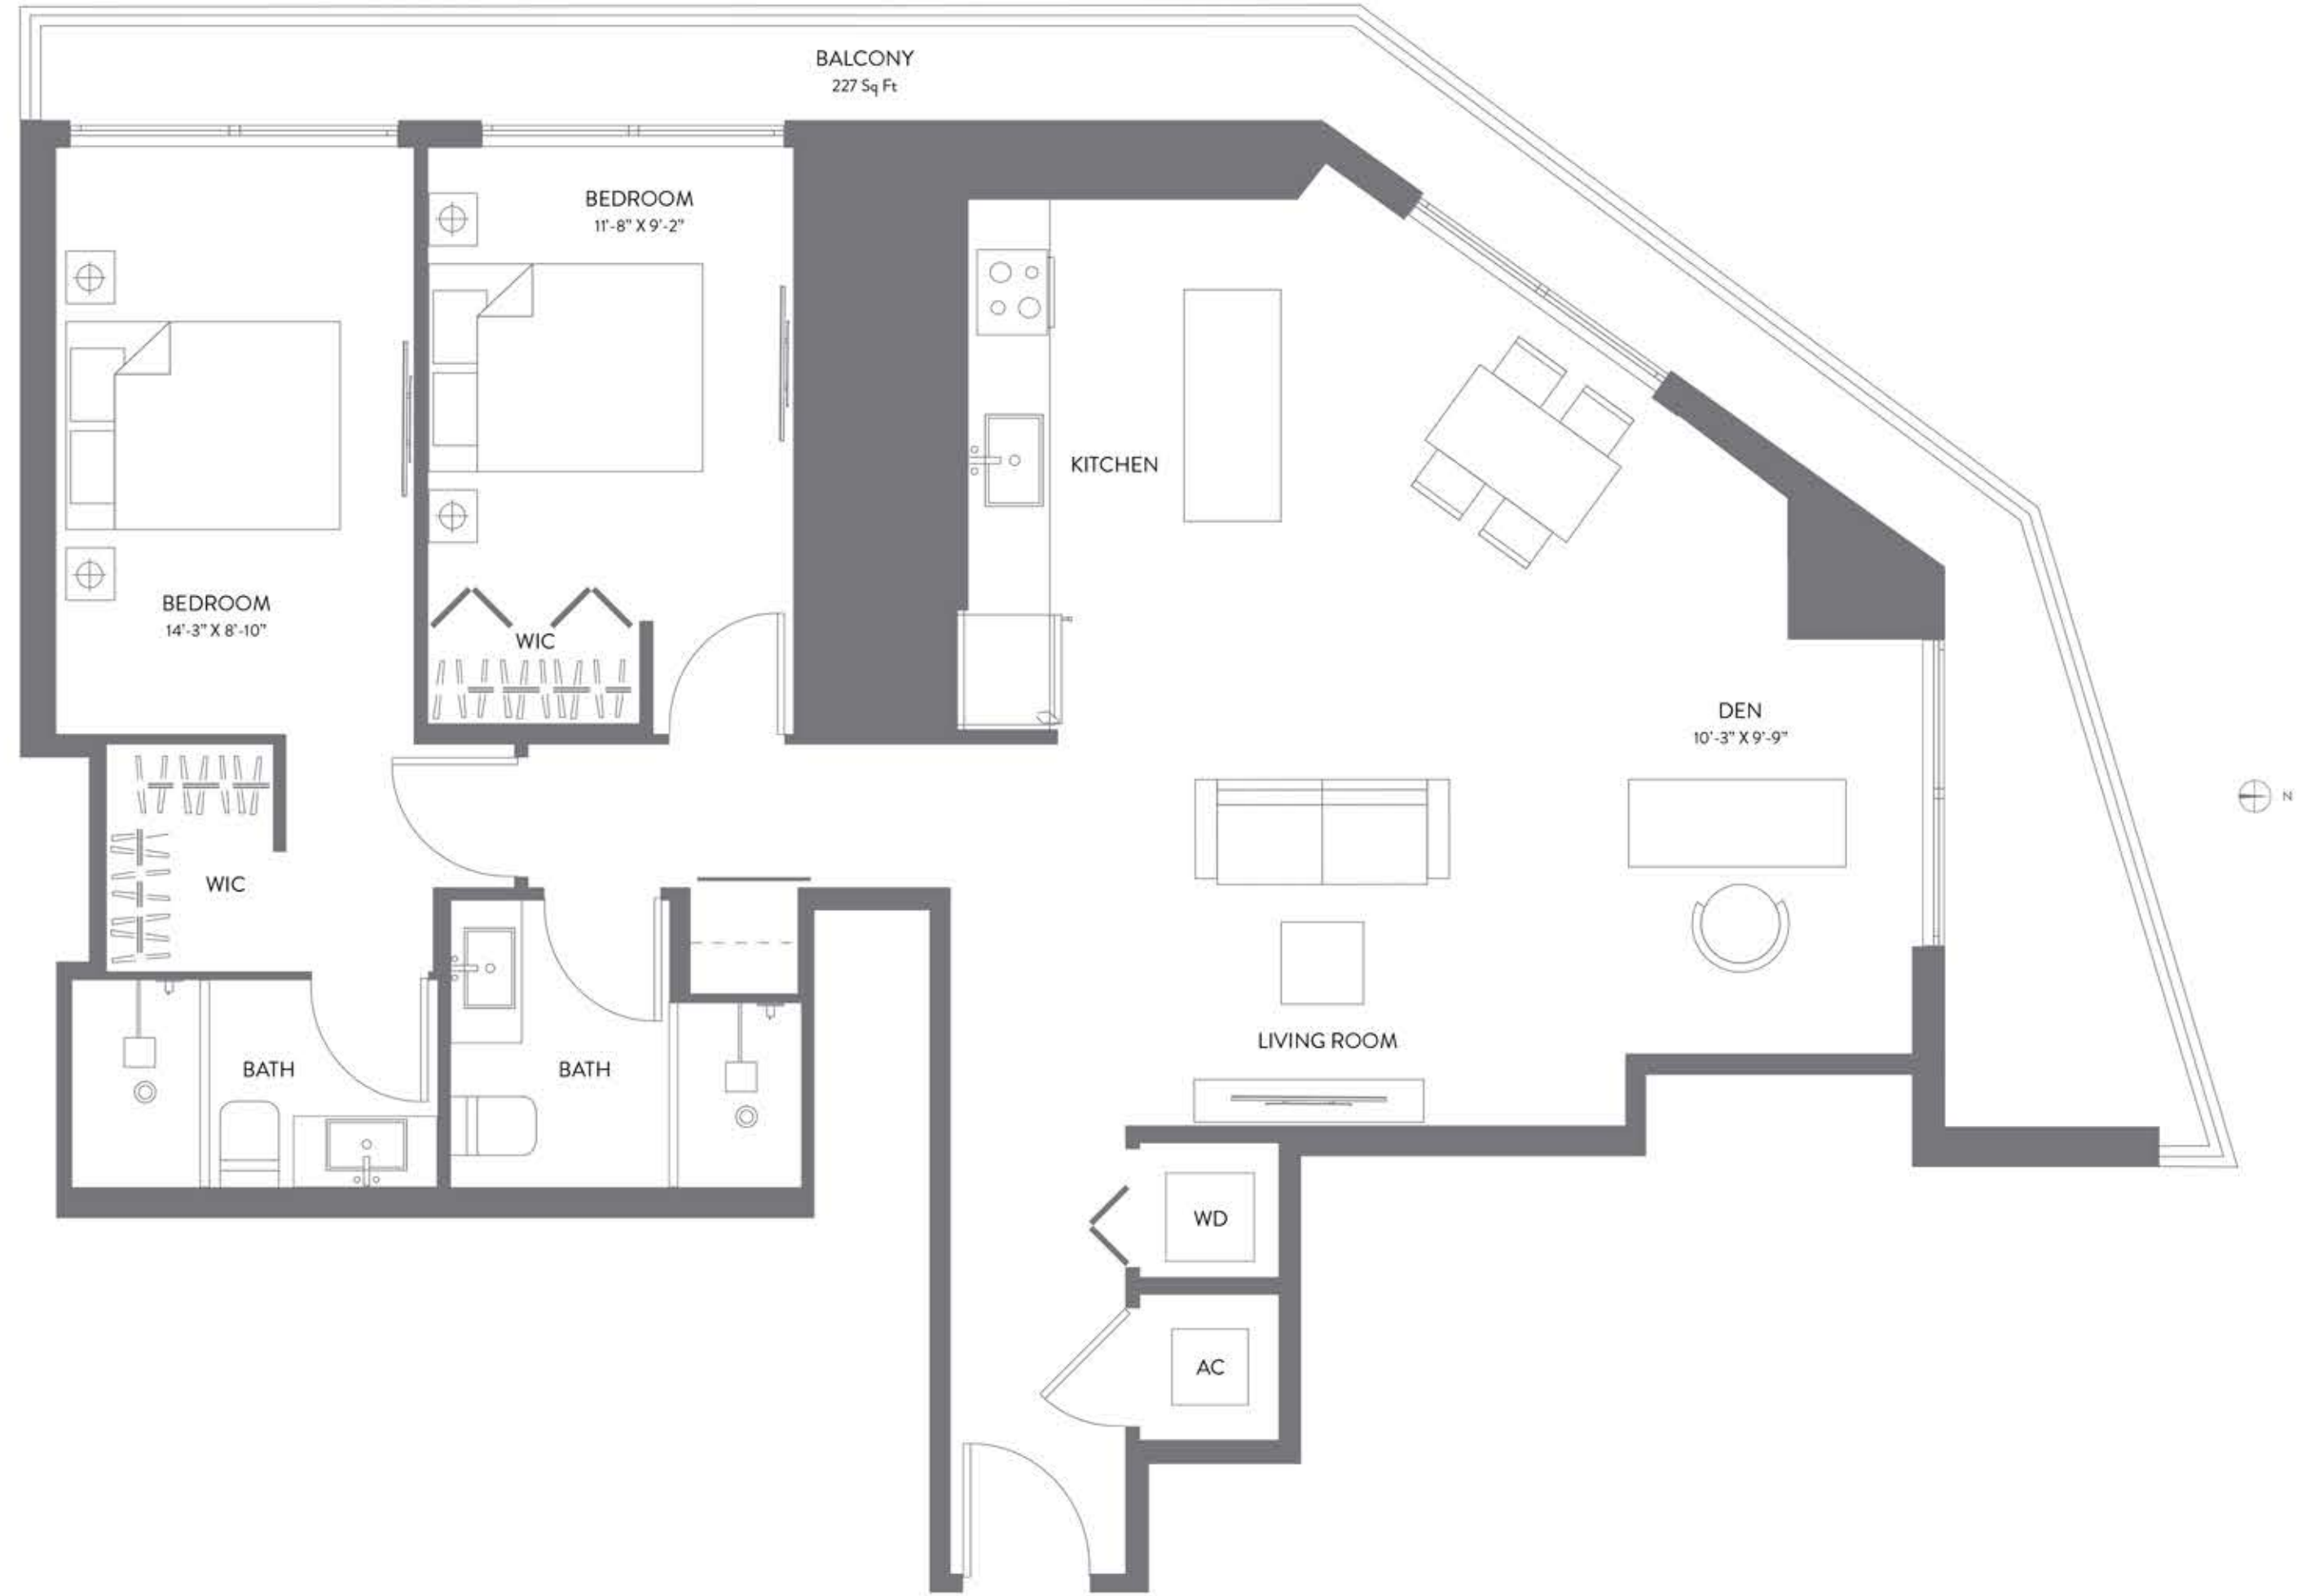 BALCONY
227 Sq Ft
BEDROOM
11'-8" X 9'-2"
KITCHEN
BEDROOM
14'-3" X 8'-10"
WIC
DEN
10'-3" X 9'-9"
N
WIC
LIVING ROOM
BATH
BATH
WD
AC